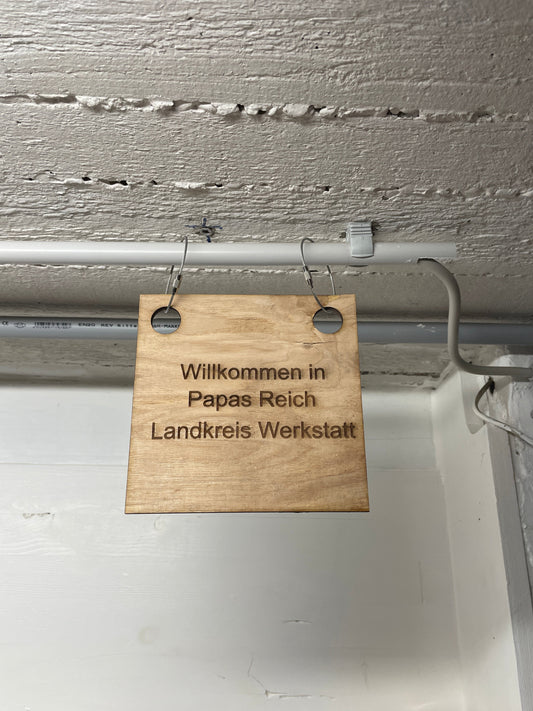 Willkommen in
Papas Reich
Landkreis Werkstatt